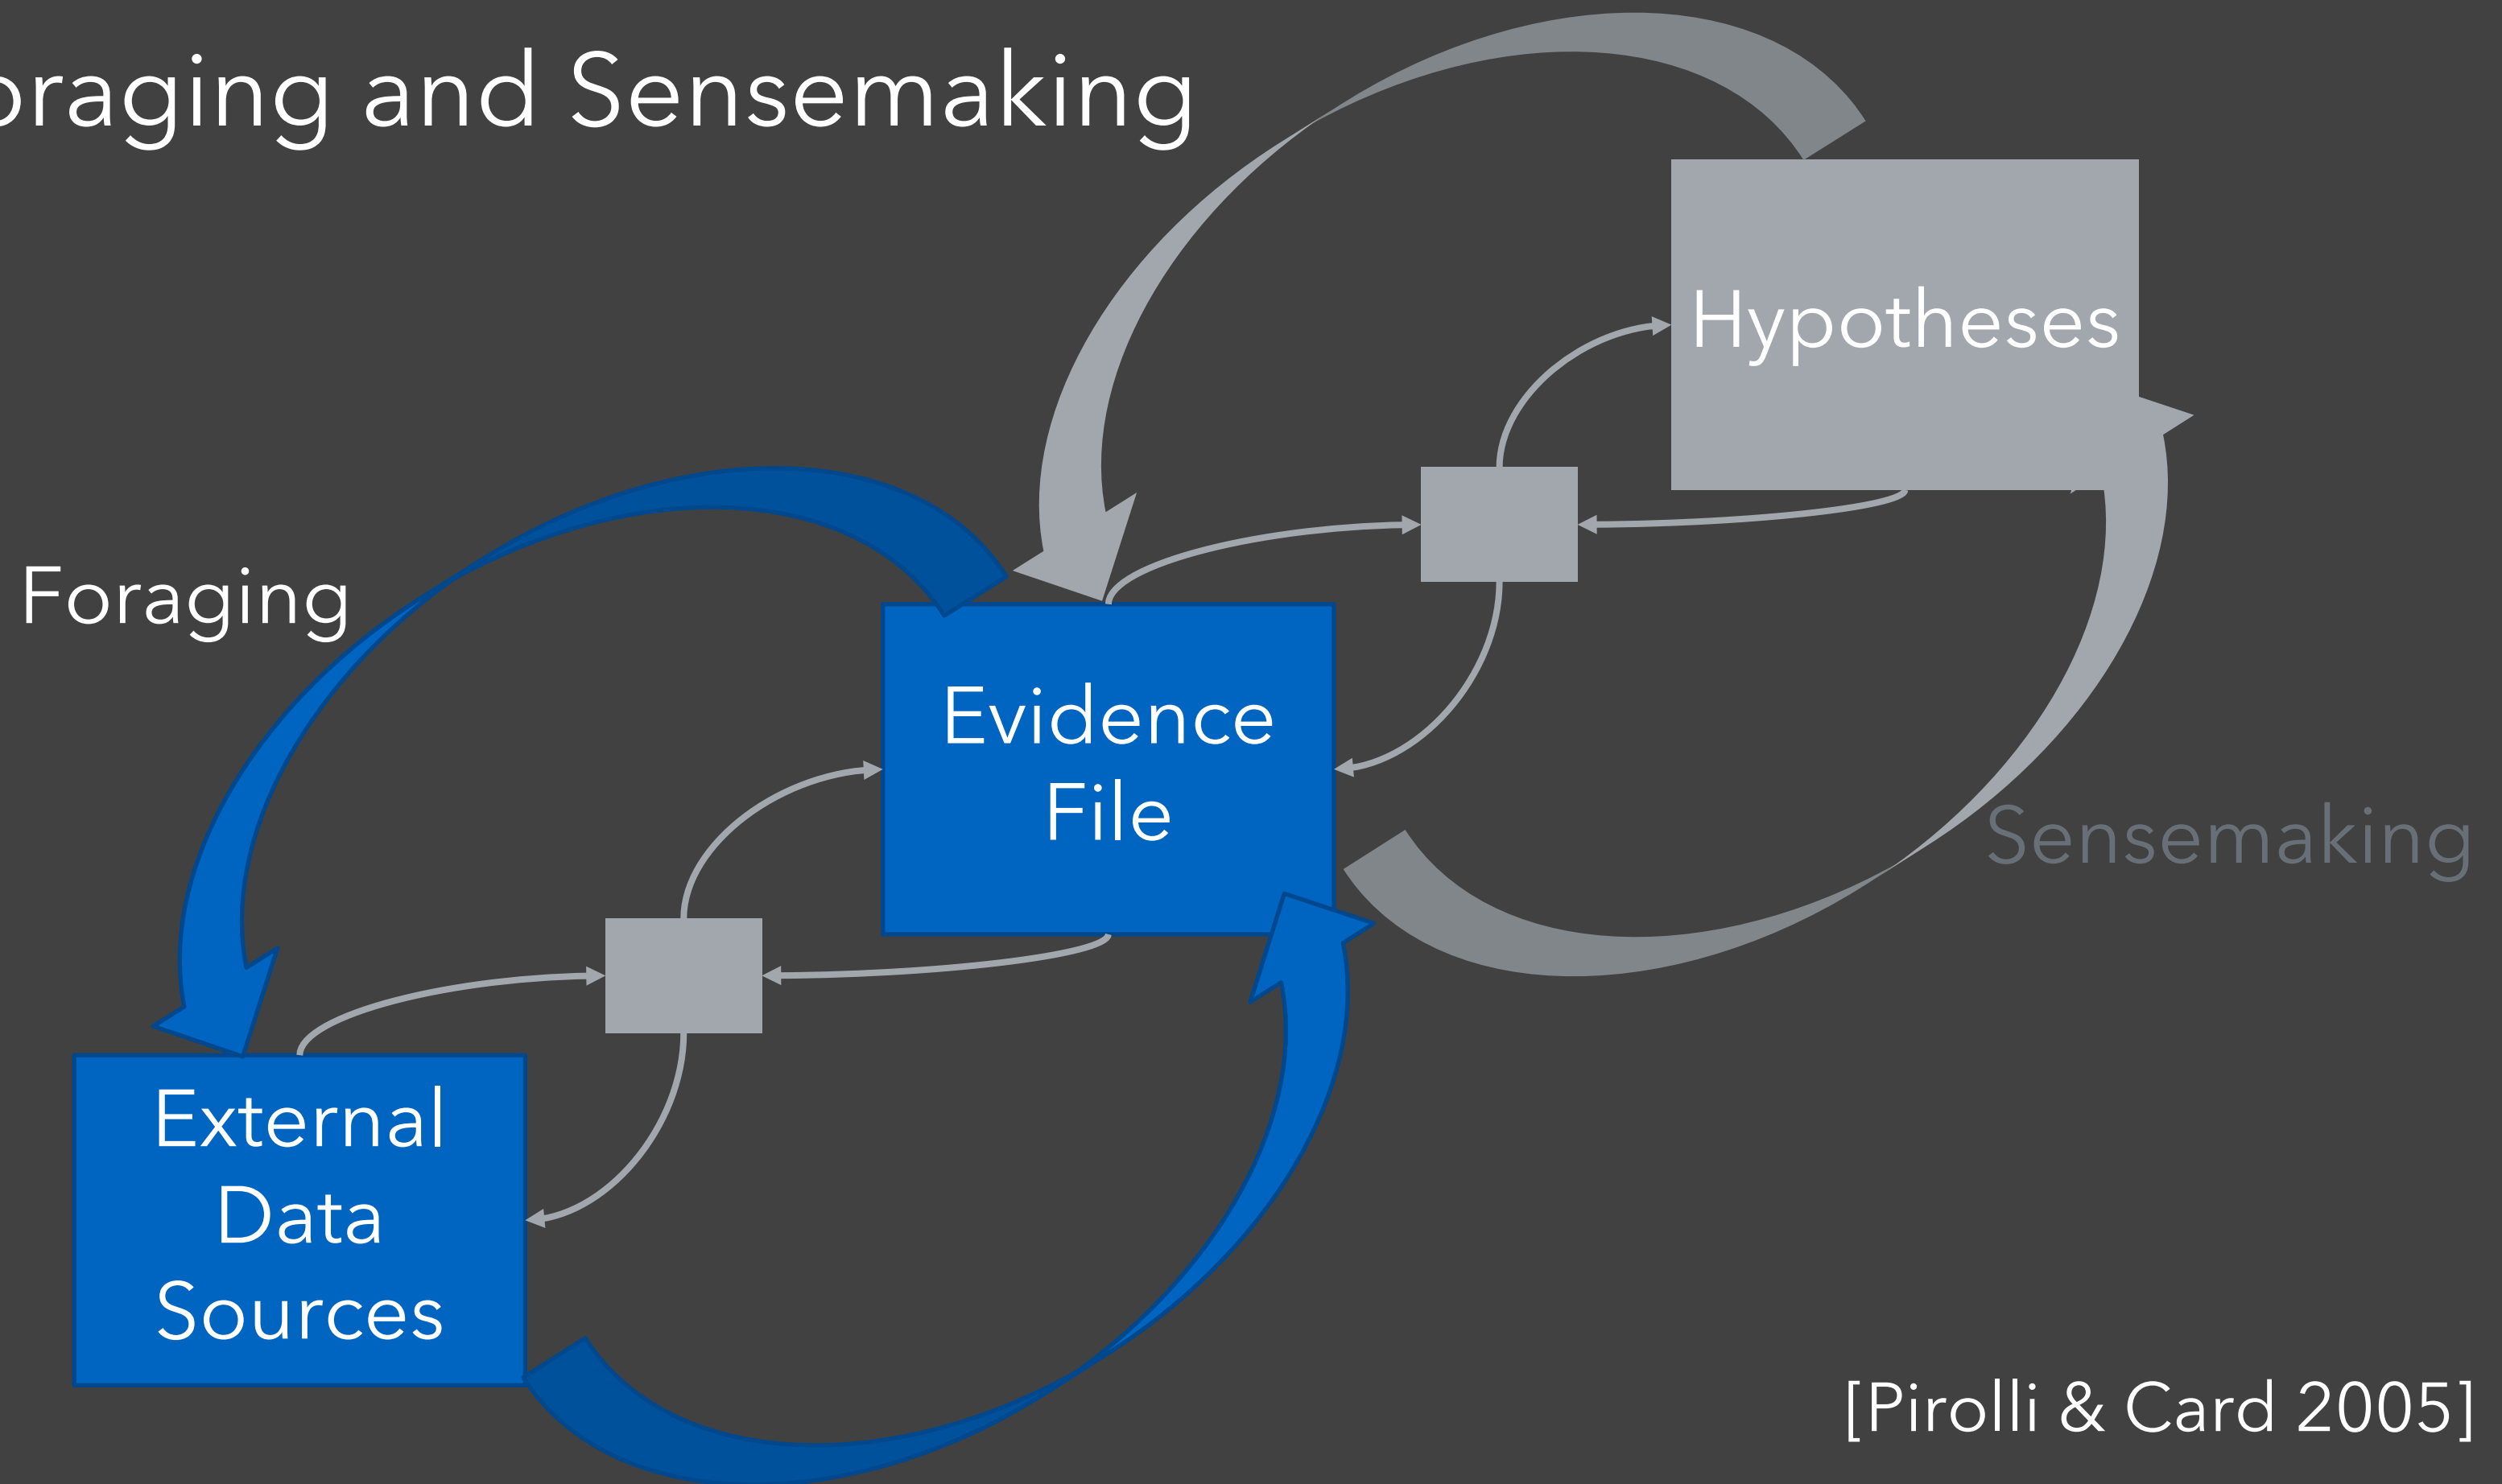 oraging and Sensemaking
Hypotheses
Foraging
Evidence
File
Sensemaking
External
Data
Sources
[Pirolli & Card 2005]